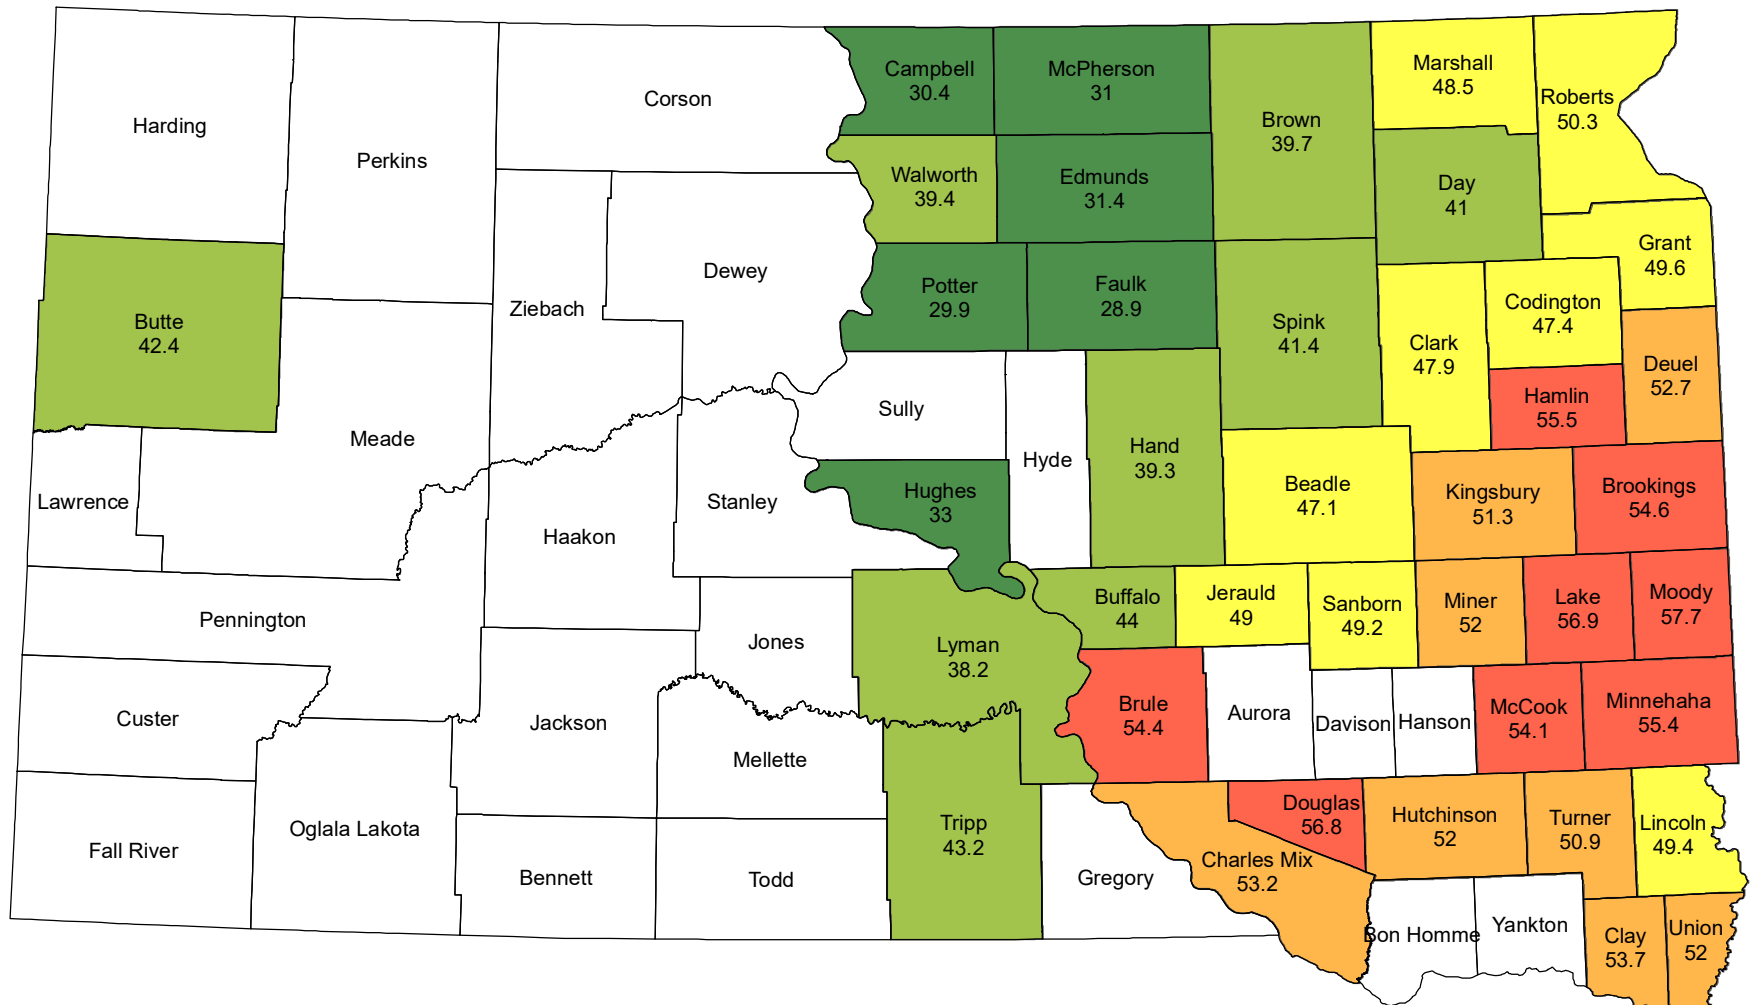 Harding
Perkins
Corson
Campbell
30.4
McPherson
31
Brown
39.7
Marshall
48.5
Roberts
50.3
Walworth
39.4
Edmunds
31.4
Day
41
Butte
42.4
Ziebach
Dewey
Potter
29.9
Faulk
28.9
Spink
41.4
Clark
47.9
Codington
47.4
Grant
49.6
Deuel
52.7
Hamlin
55.5
Meade
Sully
Hyde
Hand
39.3
Lawrence
Haakon
Stanley
Hughes
33
Beadle
47.1
Kingsbury
51.3
Brookings
54.6
Pennington
Jones
Lyman
38.2
Buffalo
44
Jerauld
49
Sanborn
49.2
Miner
52
Lake
56.9
Moody
57.7
Custer
Jackson
Mellette
Brule
54.4
Aurora
Davison
Hanson
McCook
54.1
Minnehaha
55.4
Fall River
Oglala Lakota
Bennett
Todd
Tripp
43.2
Gregory
Charles Mix
53.2
Douglas
56.8
Hutchinson
52
Turner
50.9
Lincoln
49.4
Bon Homme
Yankton
Clay
53.7
Union
52